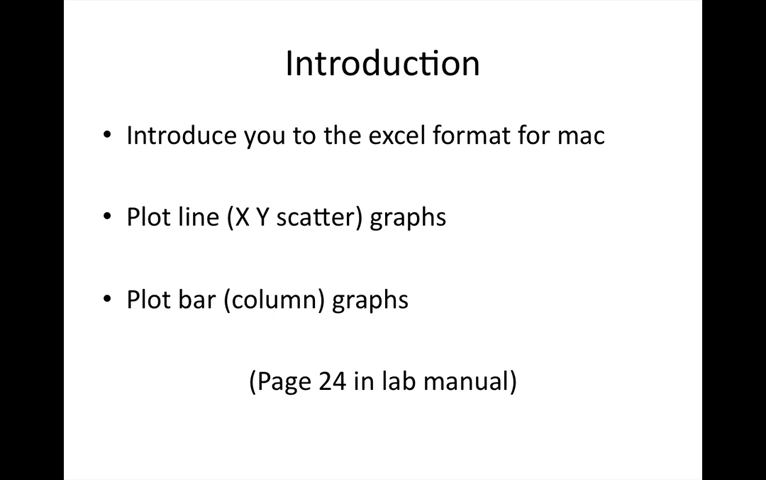 Introduction
• Introduce you to the excel format for mac
• Plot line (X Y scatter) graphs
• Plot bar (column) graphs
(Page 24 in lab manual)